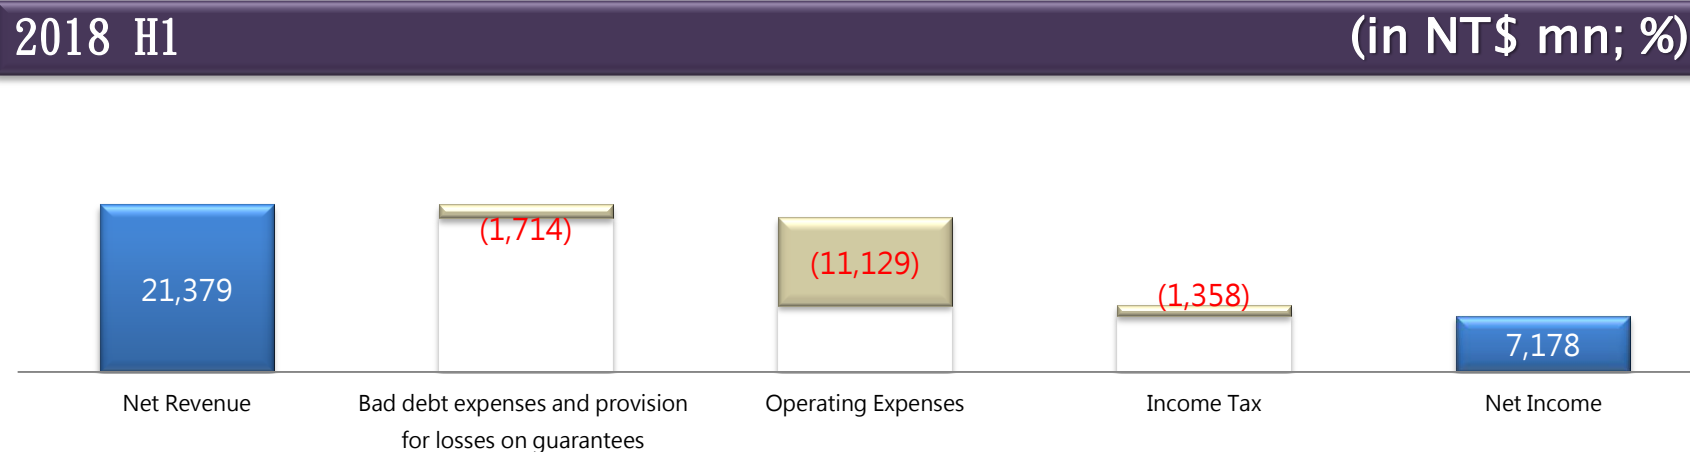 2018 H1 (in NT$ mn; %)
21,379
(1,714)
(11,129)
(1,358)
7,178
Net Revenue
Bad debt expenses and provision
for losses on guarantees
Operating Expenses
Income Tax
Net Income